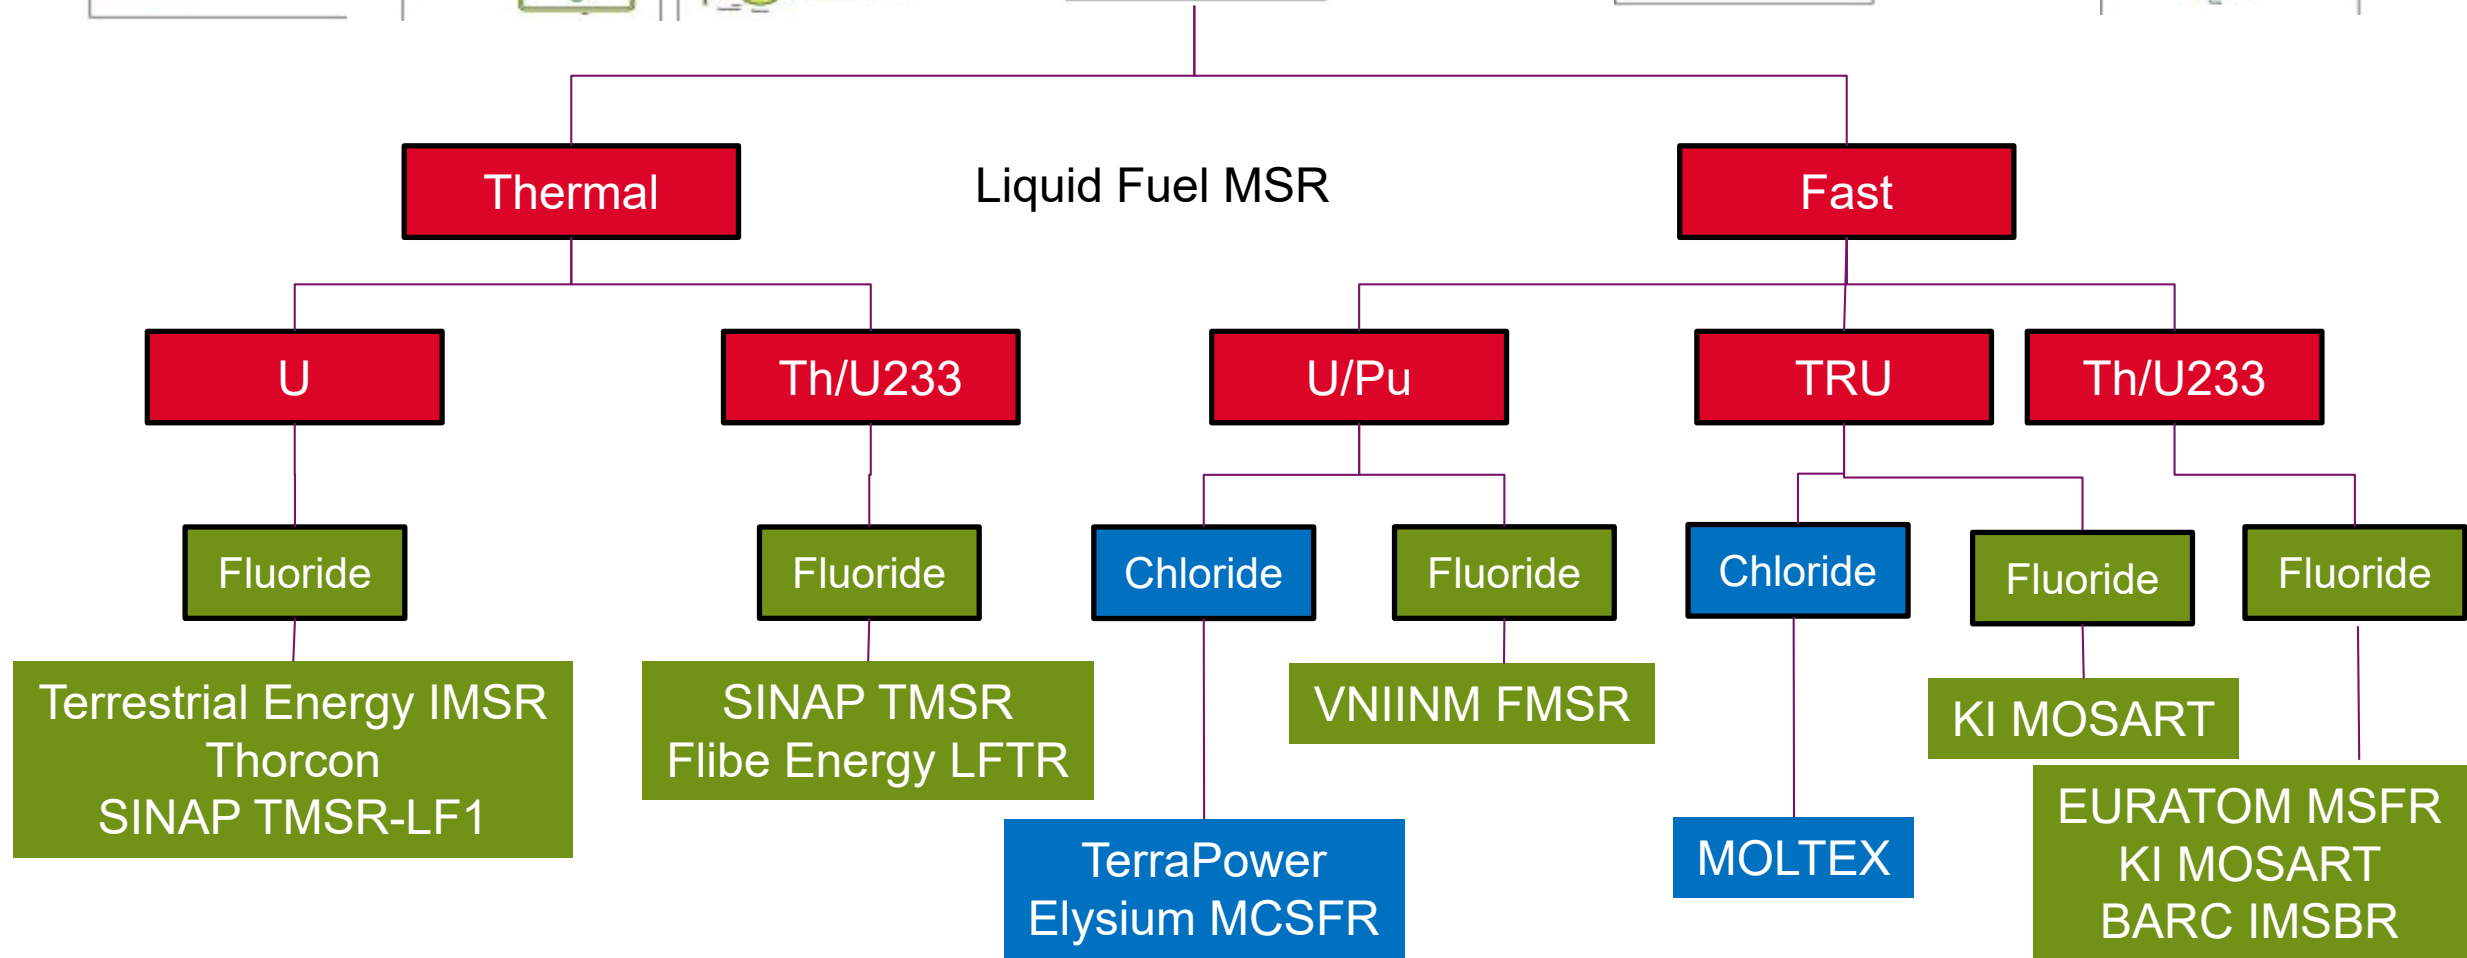 Liquid Fuel MSR
Thermal
Fast
U
Th/U233
U/Pu
TRU
Th/U233
Fluoride
Fluoride
Chloride
Fluoride
Chloride
Fluoride
Fluoride
Terrestrial Energy IMSR
Thorcon
SINAP TMSR-LF1
SINAP TMSR
Flibe Energy LFTR
TerraPower
Elysium MCSFR
VNIINM FMSR
MOLTEX
KI MOSART
EURATOM MSFR
KI MOSART
BARC IMSBR